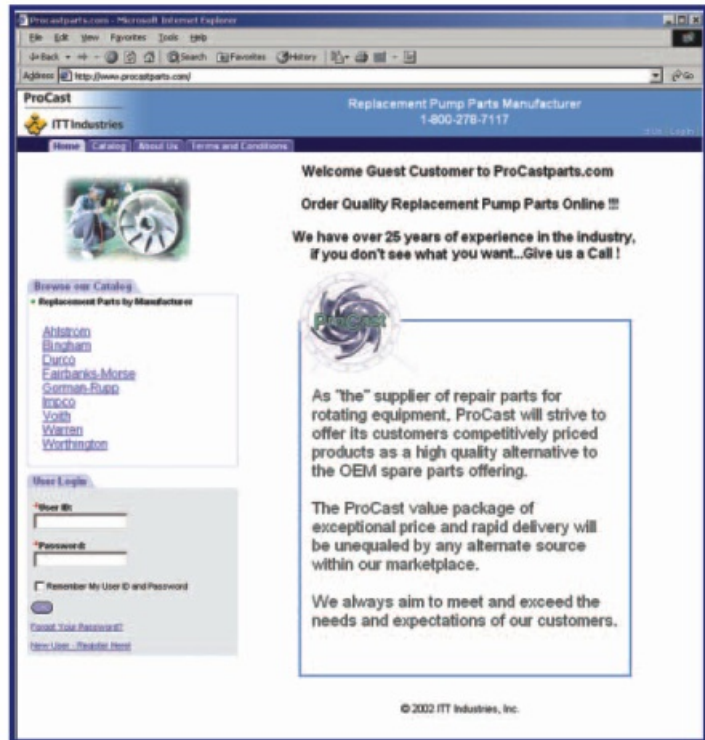 Procastparts.com - Microsoft Internet Explorer
File Edit View Favorites Tools Help
Back Search Favorites History
Address http://www.procastparts.com/ Go
ProCast
ITT Industries
Replacement Pump Parts Manufacturer
1-800-278-7117
Login
Home Catalog About Us Terms and Conditions
Welcome Guest Customer to ProCastparts.com
Order Quality Replacement Pump Parts Online !!!
We have over 25 years of experience in the industry,
if you don't see what you want...Give us a Call !
Browse our Catalog
Replacement Parts by Manufacturer
Ahlstrom
Bingham
Durco
Fairbanks-Morse
Gorman-Rupp
Impco
Voith
Warren
Worthington
User Login
*User ID:
*Password:
Remember My User ID and Password
Forgot Your Password?
New User - Register Here!
ProCast
As "the" supplier of repair parts for
rotating equipment, ProCast will strive to
offer its customers competitively priced
products as a high quality alternative to
the OEM spare parts offering.
The ProCast value package of
exceptional price and rapid delivery will
be unequaled by any alternate source
within our marketplace.
We always aim to meet and exceed the
needs and expectations of our customers.
© 2002 ITT Industries, Inc.